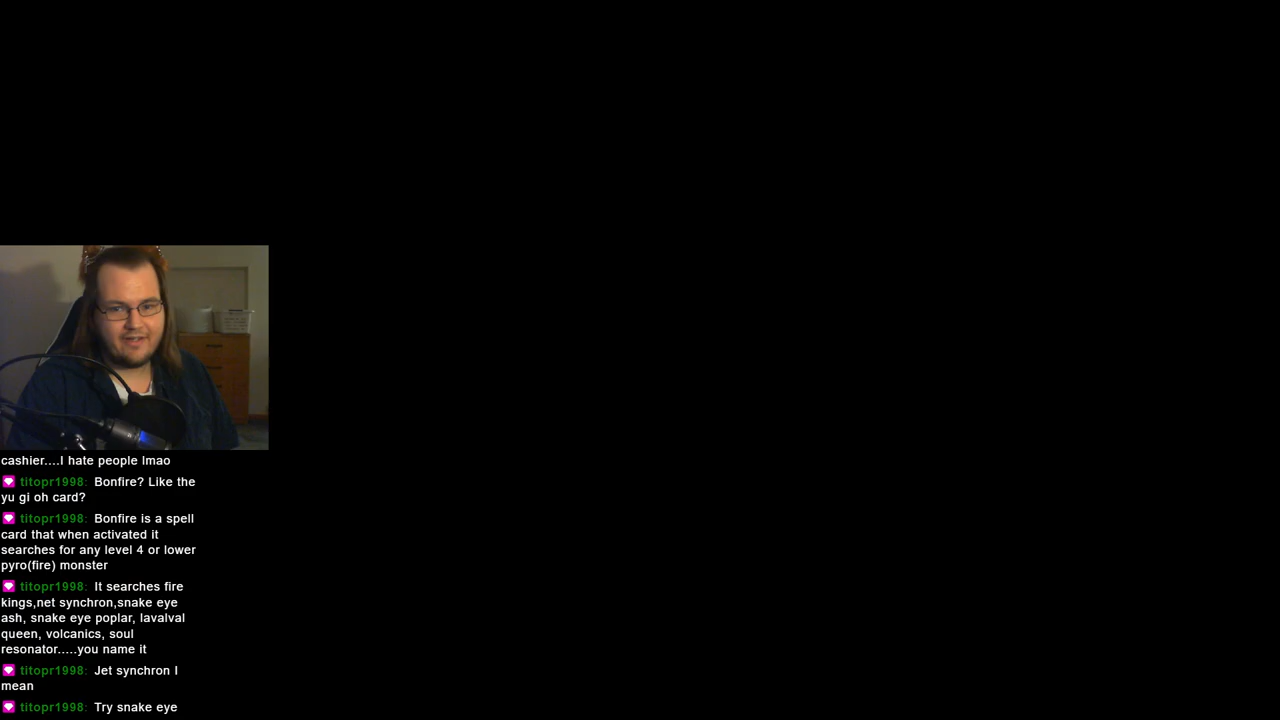 cashier....I hate people lmao
titopr1998: Bonfire? Like the
yu gi oh card?
titopr1998: Bonfire is a spell
card that when activated it
searches for any level 4 or lower
pyro(fire) monster
titopr1998: It searches fire
kings,net synchron,snake eye
ash, snake eye poplar, lavalval
queen, volcanics, soul
resonator.....you name it
titopr1998: Jet synchron I
mean
titopr1998: Try snake eye